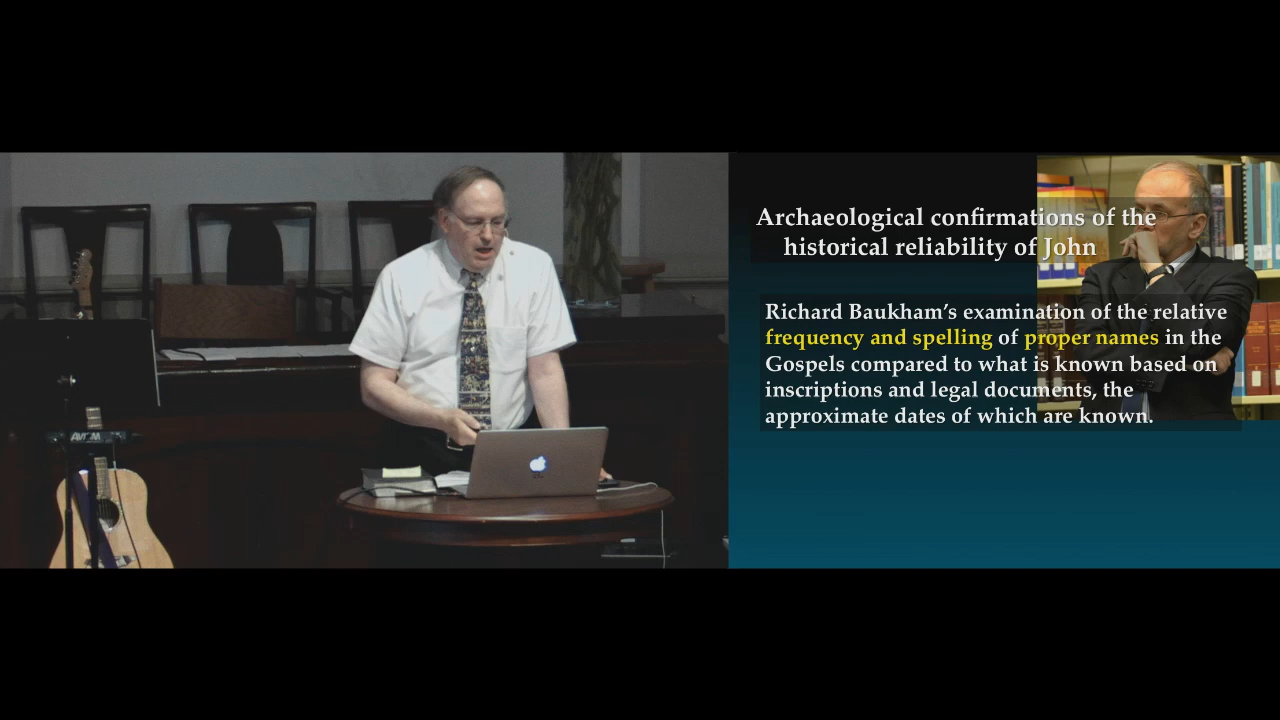 Archaeological confirmations of the
historical reliability of John
Richard Baukham's examination of the relative
frequency and spelling of proper names in the
Gospels compared to what is known based on
inscriptions and legal documents, the
approximate dates of which are known.